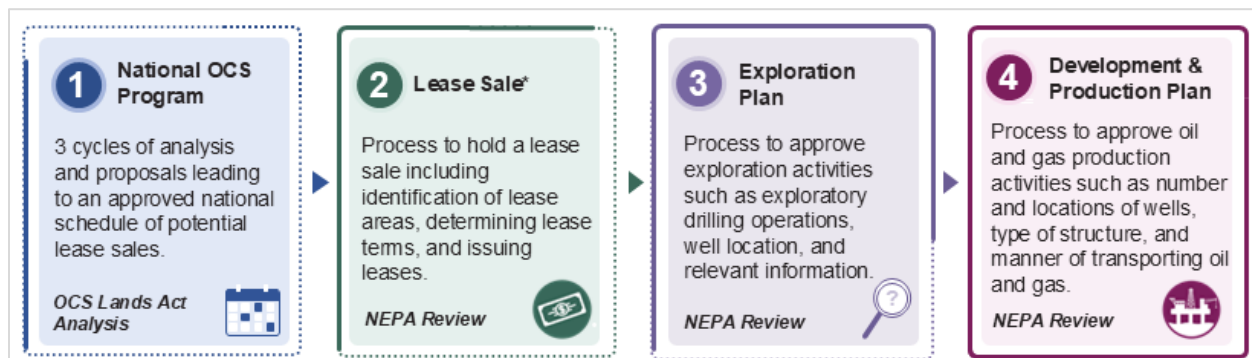 1
National OCS
Program
3 cycles of analysis
and proposals leading
to an approved national
schedule of potential
lease sales.
OCS Lands Act
Analysis
2
Lease Sale*
Process to hold a lease
sale including
identification of lease
areas, determining lease
terms, and issuing
leases.
NEPA Review
$
3
Exploration
Plan
Process to approve
exploration activities
such as exploratory
drilling operations,
well location, and
relevant information.
?
NEPA Review
4
Development &
Production Plan
Process to approve oil
and gas production
activities such as number
and locations of wells,
type of structure, and
manner of transporting oil
and gas.
NEPA Review